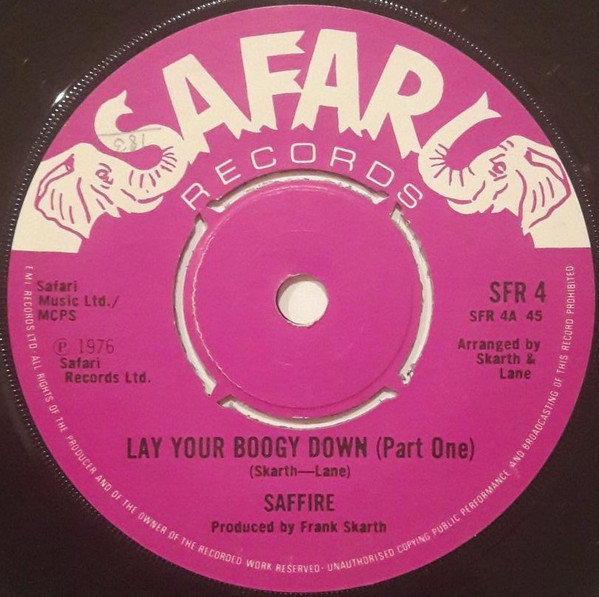 SAFARI
RECORDS
Safari
Music Ltd./
MCPS
℗ 1976
Safari
Records Ltd.
SFR 4
SFR 4A 45
Arranged by
Skarth &
Lane
LAY YOUR BOOGY DOWN (Part One)
(Skarth—Lane)
SAFFIRE
Produced by Frank Skarth
E.M.I. RECORDS LTD. ALL RIGHTS OF THE PRODUCER AND OF THE OWNER OF THE RECORDED WORK RESERVED · UNAUTHORISED COPYING PUBLIC PERFORMANCE AND BROADCASTING OF THIS RECORD PROHIBITED